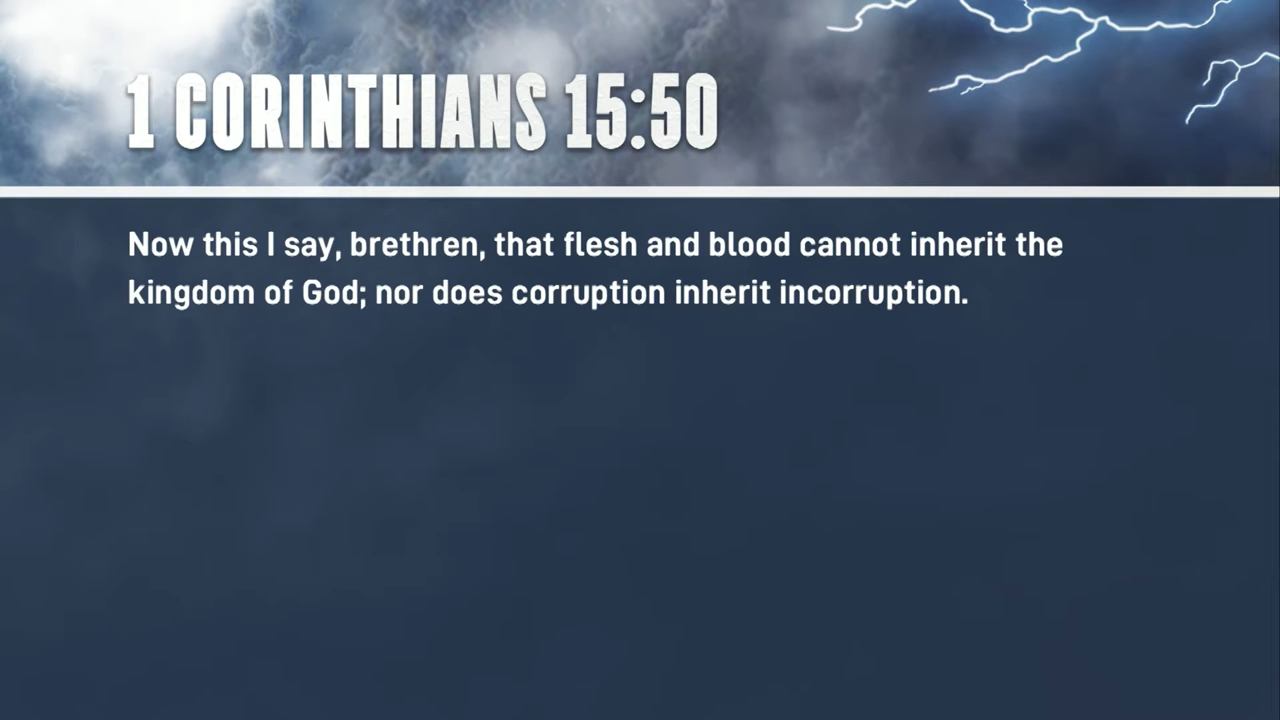 1 CORINTHIANS 15:50
Now this I say, brethren, that flesh and blood cannot inherit the
kingdom of God; nor does corruption inherit incorruption.